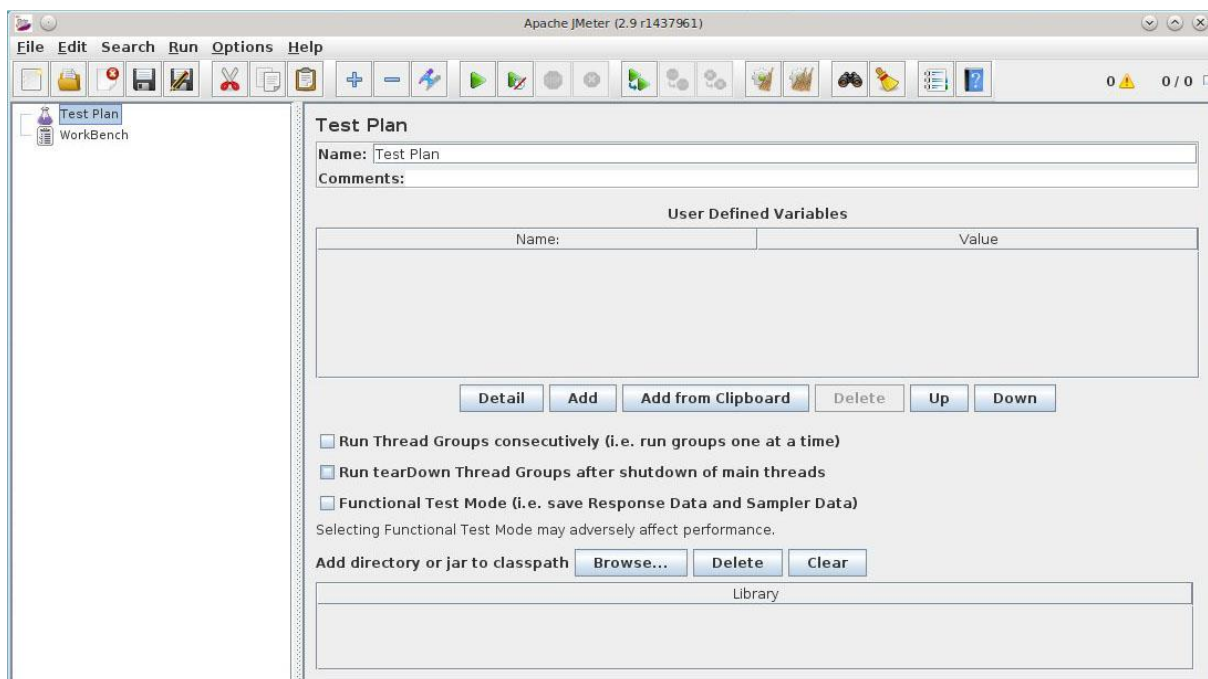 Apache JMeter (2.9 r1437961)
File Edit Search Run Options Help
0 0 / 0
Test Plan
WorkBench
Test Plan
Name: Test Plan
Comments:
User Defined Variables
Name: Value
Detail Add Add from Clipboard Delete Up Down
Run Thread Groups consecutively (i.e. run groups one at a time)
Run tearDown Thread Groups after shutdown of main threads
Functional Test Mode (i.e. save Response Data and Sampler Data)
Selecting Functional Test Mode may adversely affect performance.
Add directory or jar to classpath Browse... Delete Clear
Library